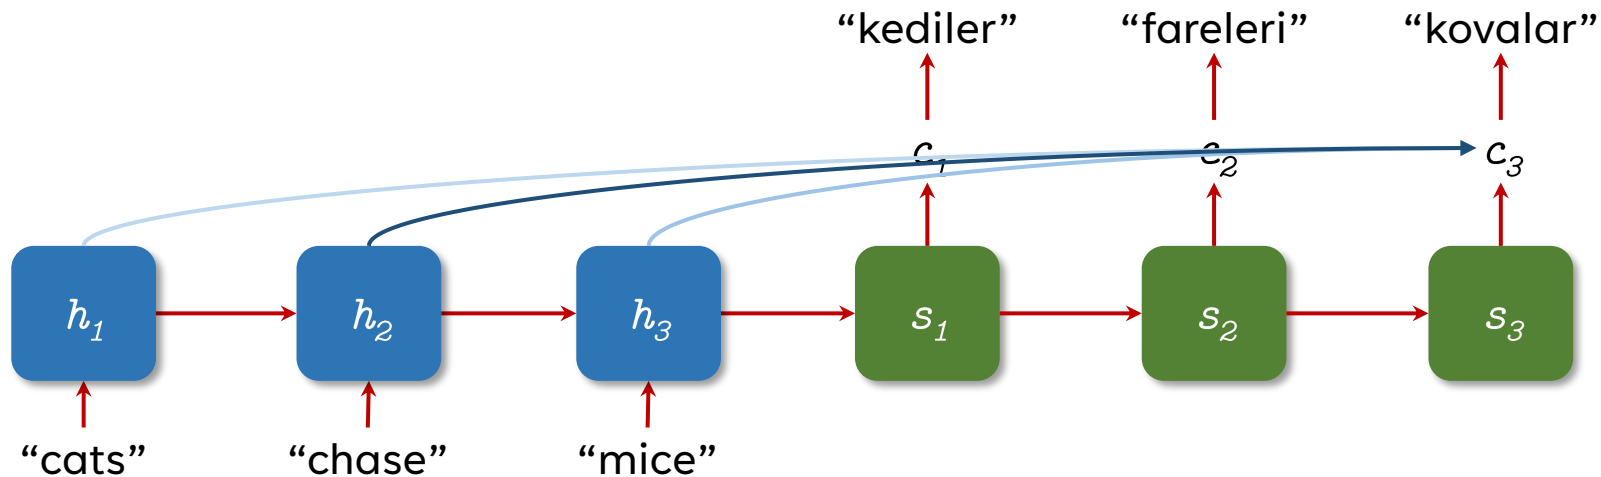 “kediler” “fareleri” “kovalar”
c1 c2 c3
h1 h2 h3 s1 s2 s3
“cats” “chase” “mice”